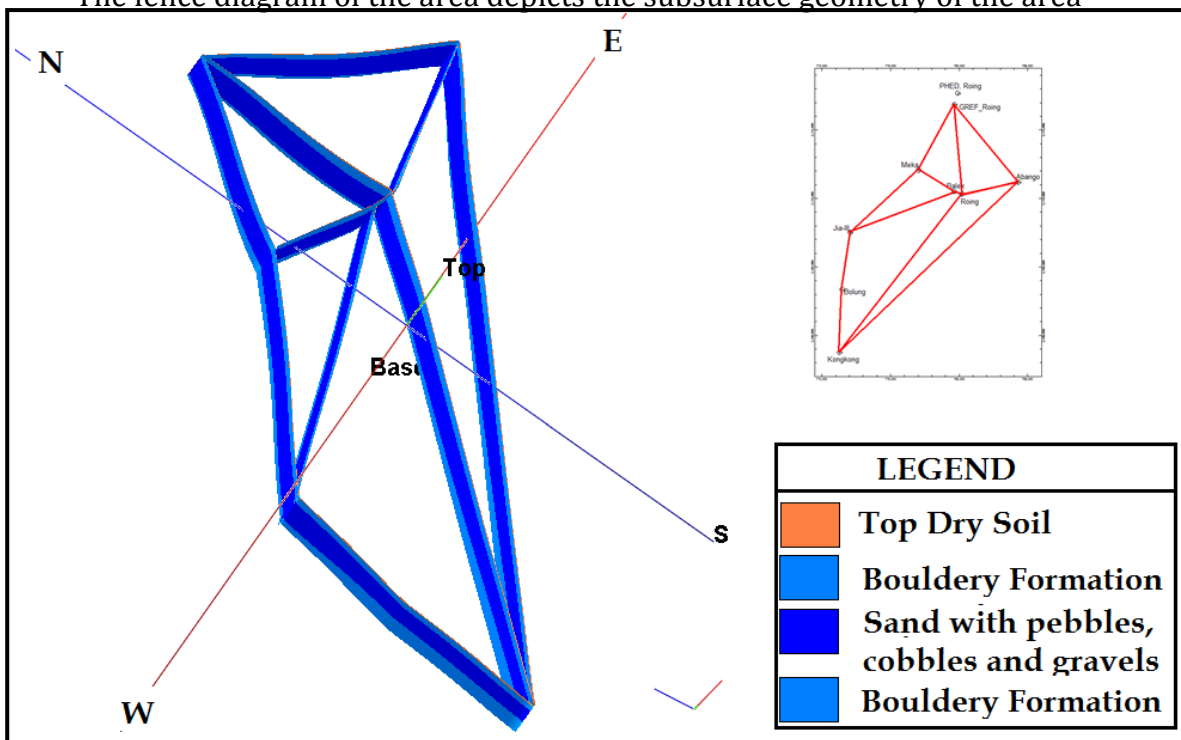 The fence diagram of the area depicts the subsurface geometry of the area
N
E
Top
Base
S
W
PHED, Roing
GREF_Roing
Meka
Abango
Roing
Jia-III
Bolung
Kongkong
LEGEND
Top Dry Soil
Bouldery Formation
Sand with pebbles,
cobbles and gravels
Bouldery Formation